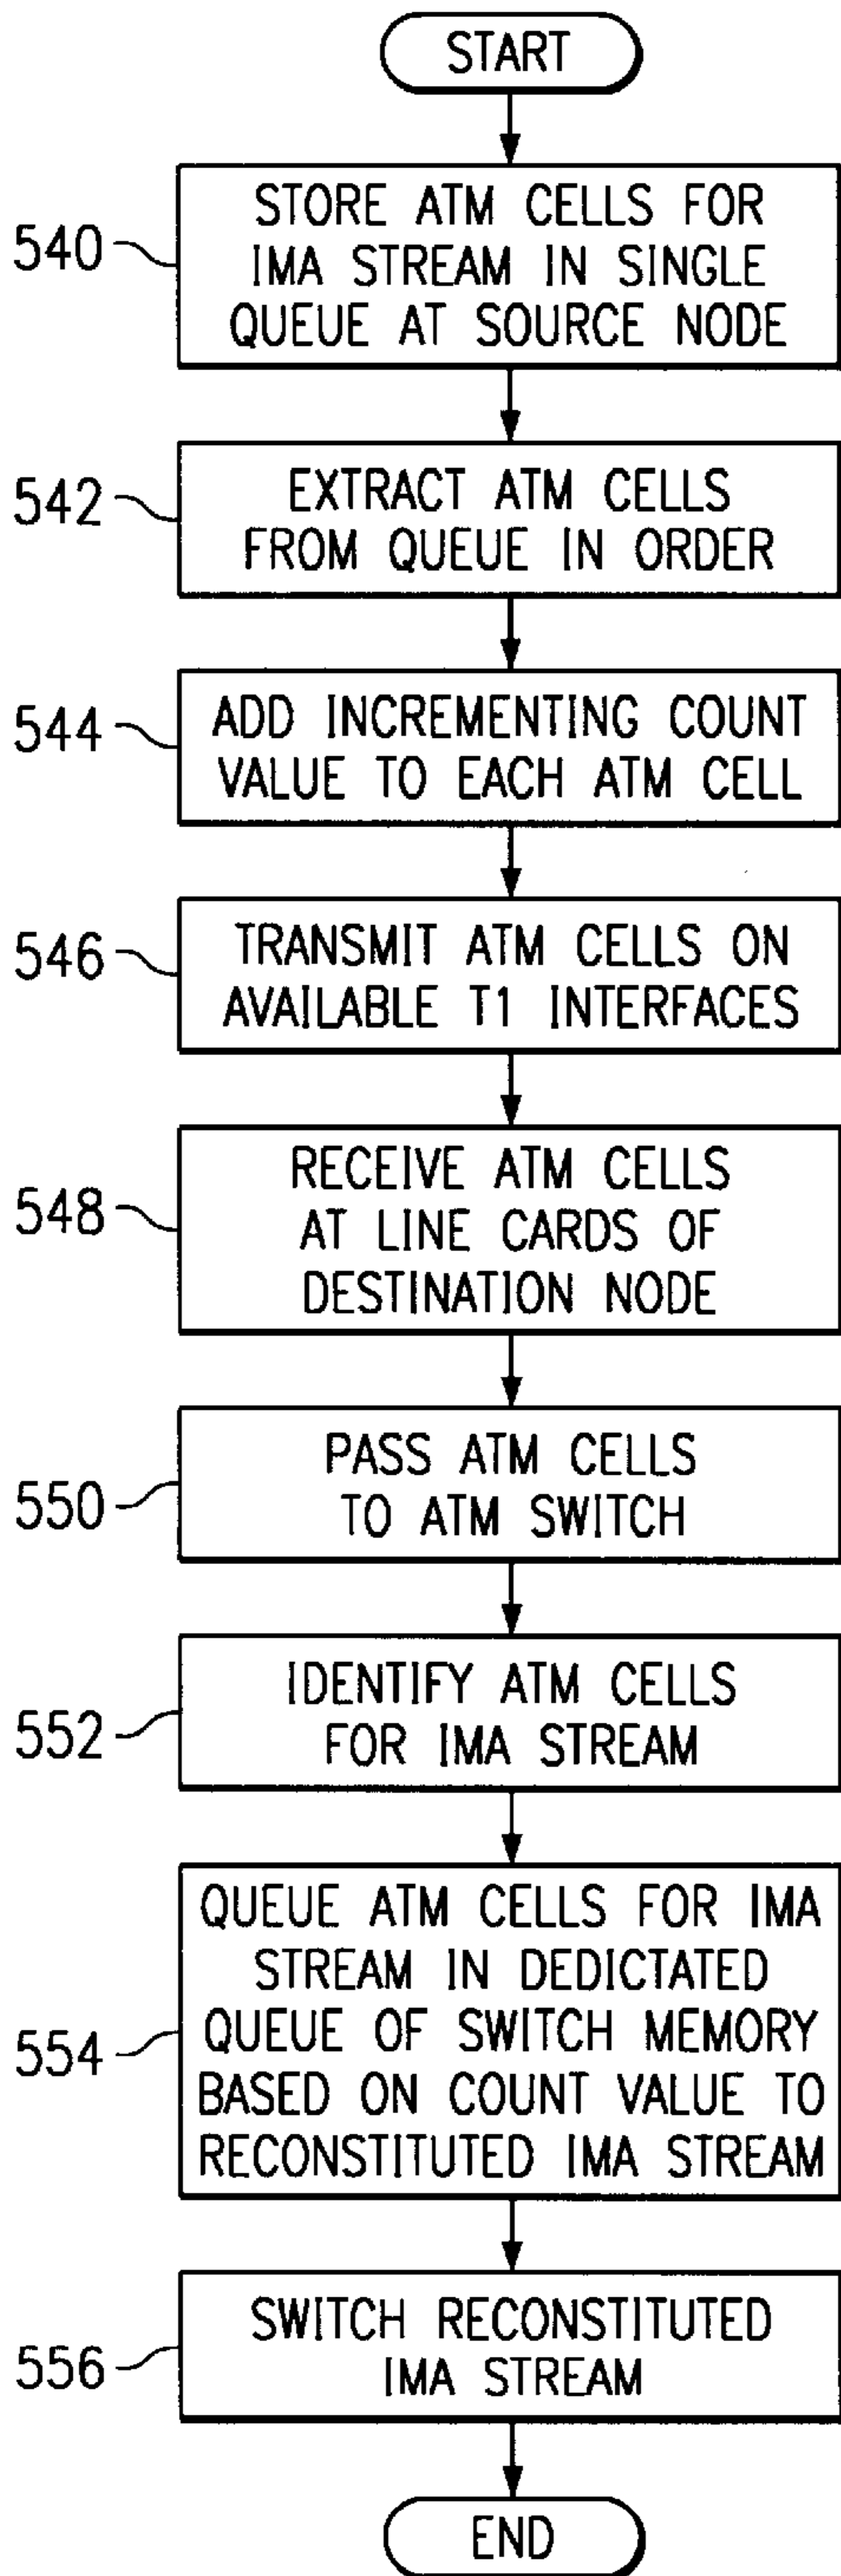 START
540
STORE ATM CELLS FOR
IMA STREAM IN SINGLE
QUEUE AT SOURCE NODE
542
EXTRACT ATM CELLS
FROM QUEUE IN ORDER
544
ADD INCREMENTING COUNT
VALUE TO EACH ATM CELL
546
TRANSMIT ATM CELLS ON
AVAILABLE T1 INTERFACES
548
RECEIVE ATM CELLS
AT LINE CARDS OF
DESTINATION NODE
550
PASS ATM CELLS
TO ATM SWITCH
552
IDENTIFY ATM CELLS
FOR IMA STREAM
554
QUEUE ATM CELLS FOR IMA
STREAM IN DEDICTATED
QUEUE OF SWITCH MEMORY
BASED ON COUNT VALUE TO
RECONSTITUTED IMA STREAM
556
SWITCH RECONSTITUTED
IMA STREAM
END